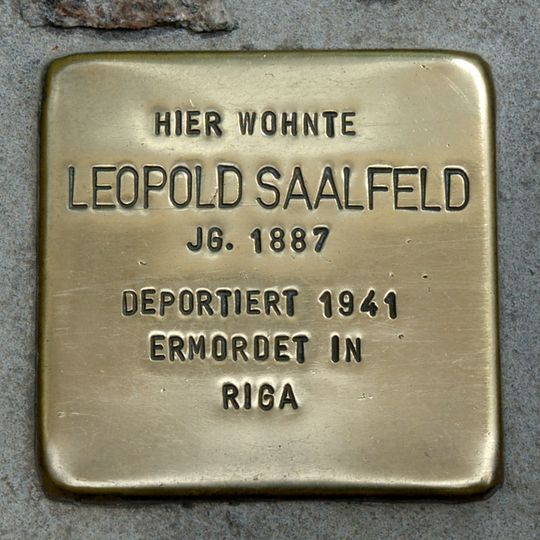 HIER WOHNTE
LEOPOLD SAALFELD
JG. 1887
DEPORTIERT 1941
ERMORDET IN
RIGA